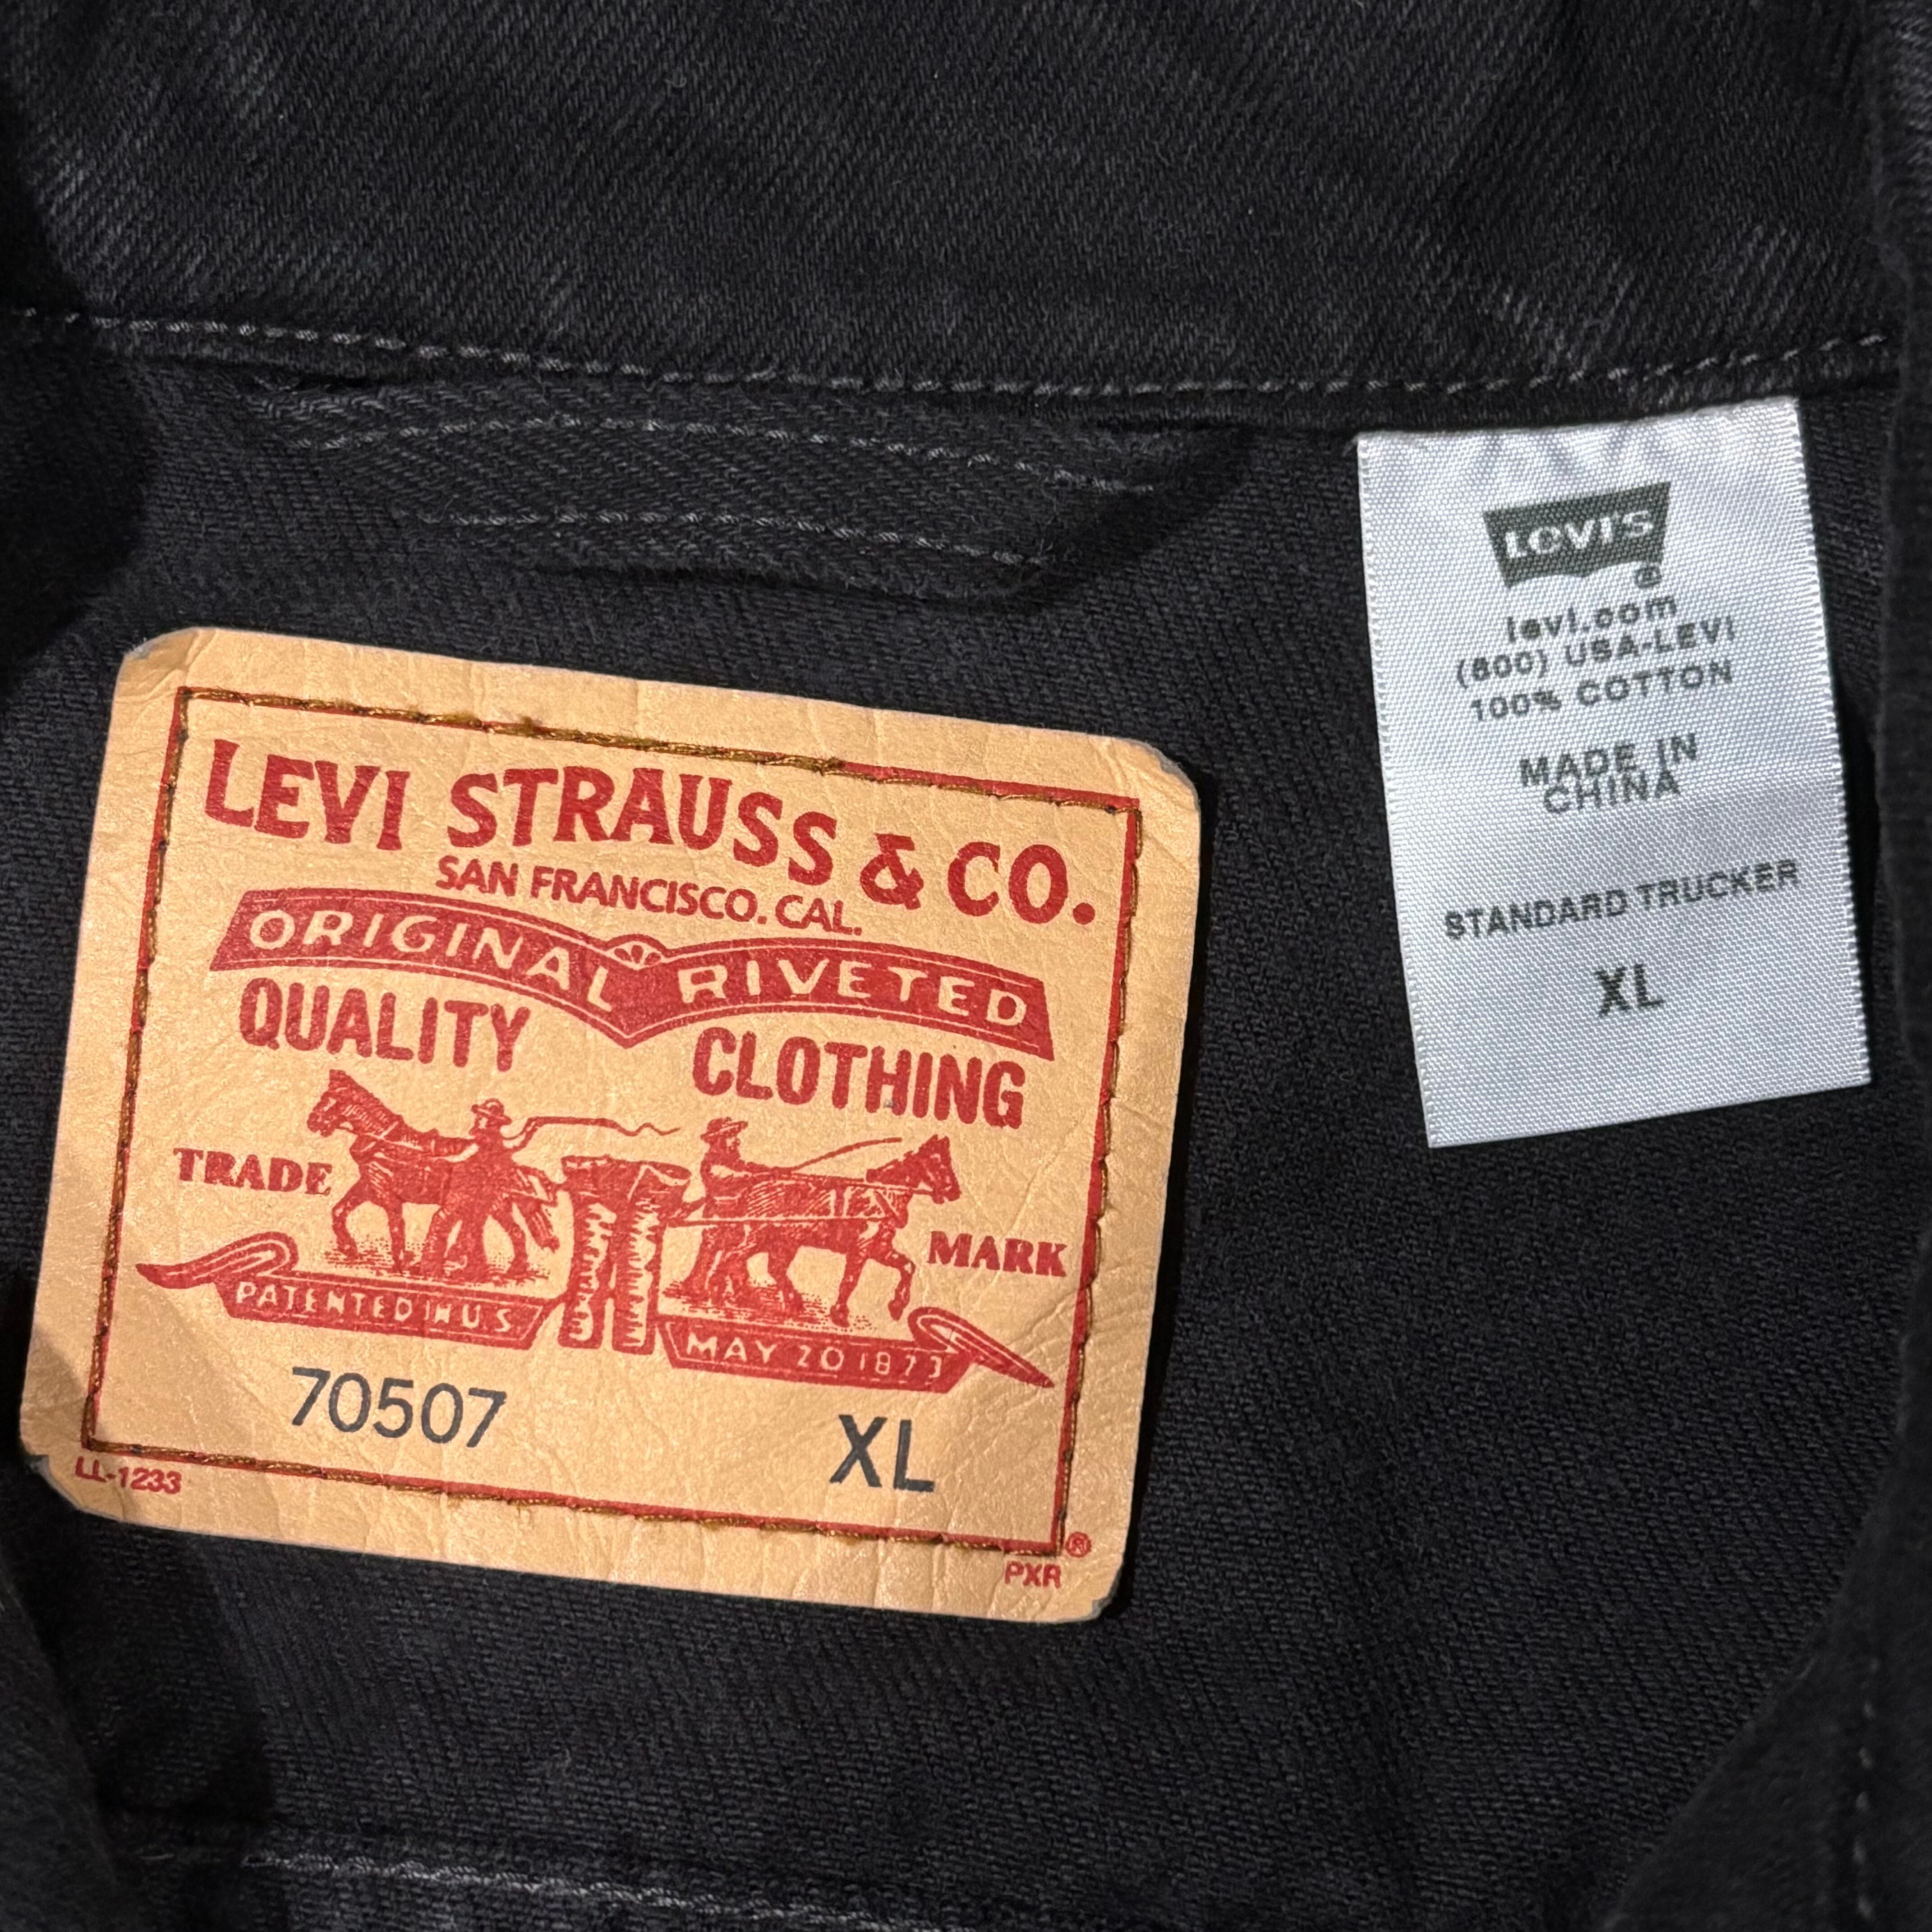 LEVI STRAUSS & CO.
SAN FRANCISCO. CAL.
ORIGINAL RIVETED
QUALITY CLOTHING
TRADE MARK
PATENTED IN U S
MAY 20 1873
70507 XL
LL-1233
®
PXR
LEVI'S
®
levi.com
(800) USA-LEVI
100% COTTON
MADE IN
CHINA
STANDARD TRUCKER
XL